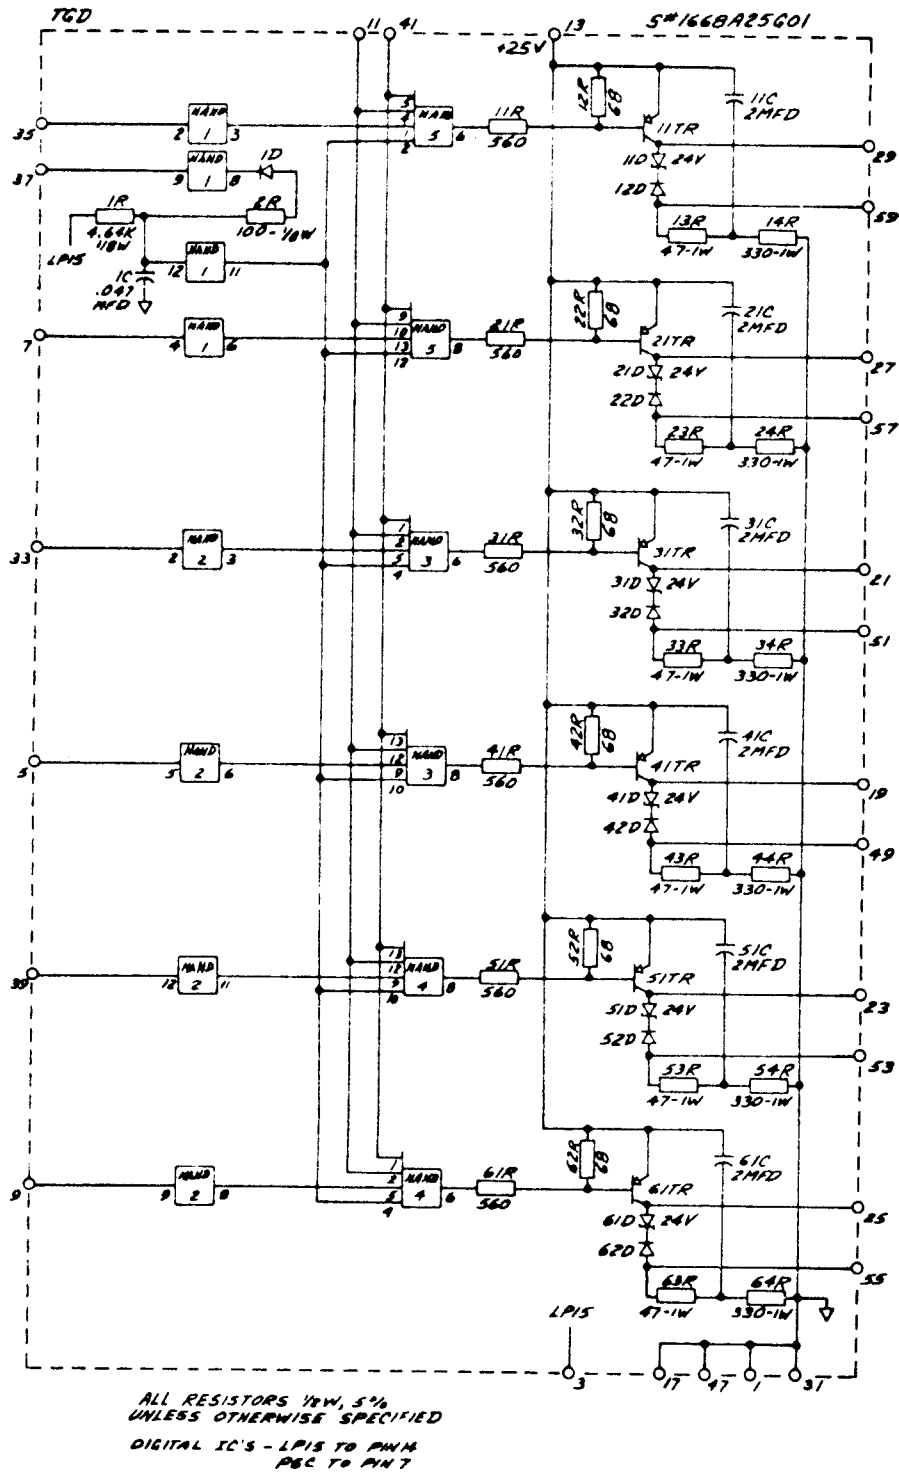 TGD
11
41
13
S#1668A25G01
+25V
35
2
NAND
1
3
5
4
1
2
NAND
5
6
11R
560
12R
68
11TR
11C
2MFD
29
37
9
NAND
1
8
1D
11D
24V
12D
59
1R
4.64K
1/8W
2R
100-1/8W
13R
47-1W
14R
330-1W
LP15
1C
.047
MFD
12
NAND
1
11
7
4
NAND
1
6
9
10
13
12
NAND
5
8
21R
560
22R
68
21TR
21C
2MFD
27
21D
24V
22D
57
23R
47-1W
24R
330-1W
33
2
NAND
2
3
1
2
5
4
NAND
3
6
31R
560
32R
68
31TR
31C
2MFD
21
31D
24V
32D
51
33R
47-1W
34R
330-1W
5
5
NAND
2
6
13
12
9
10
NAND
3
8
41R
560
42R
68
41TR
41C
2MFD
19
41D
24V
42D
49
43R
47-1W
44R
330-1W
39
12
NAND
2
11
13
12
9
10
NAND
4
8
51R
560
52R
68
51TR
51C
2MFD
23
51D
24V
52D
53
53R
47-1W
54R
330-1W
9
9
NAND
2
8
1
2
5
4
NAND
4
6
61R
560
62R
68
61TR
61C
2MFD
25
61D
24V
62D
55
63R
47-1W
64R
330-1W
LP15
3
17
47
1
31
ALL RESISTORS 1/2W, 5%
UNLESS OTHERWISE SPECIFIED
DIGITAL IC'S - LP15 TO PIN 14
PSC TO PIN 7